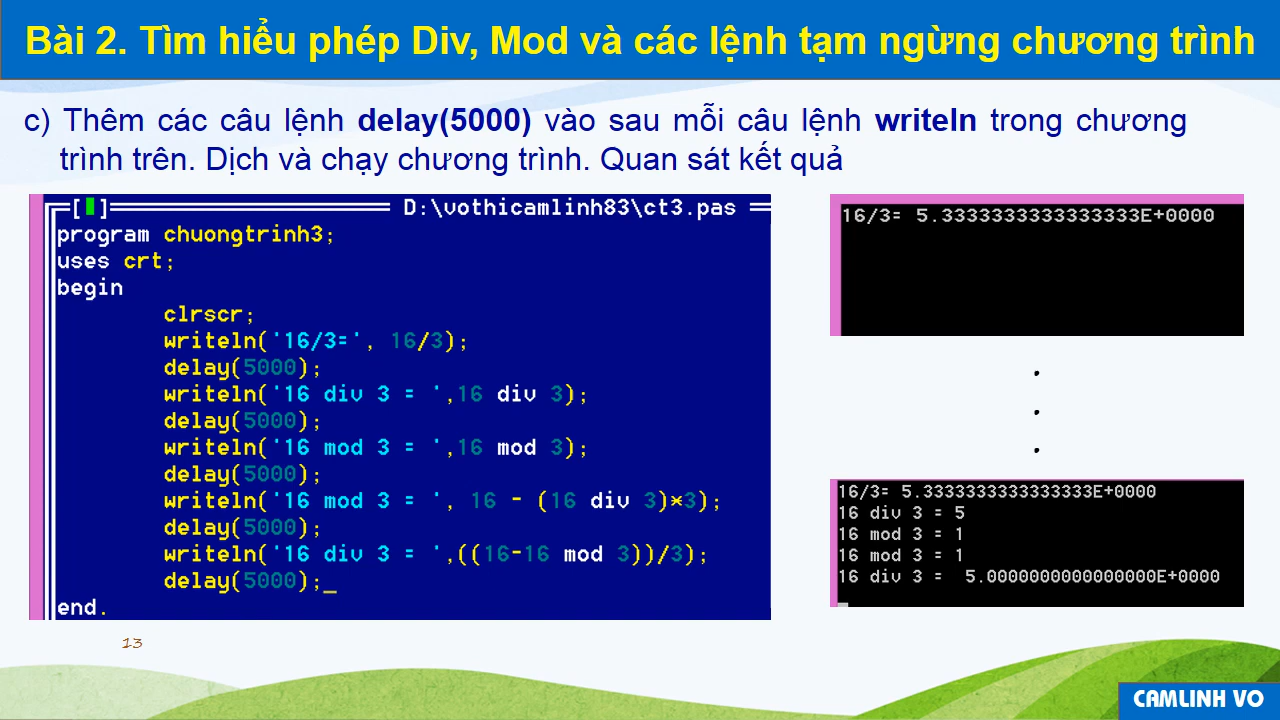 Bài 2. Tìm hiểu phép Div, Mod và các lệnh tạm ngừng chương trình
c) Thêm các câu lệnh delay(5000) vào sau mỗi câu lệnh writeln trong chương
trình trên. Dịch và chạy chương trình. Quan sát kết quả
D:\vothicamlinh83\ct3.pas
program chuongtrinh3;
uses crt;
begin
clrscr;
writeln('16/3=', 16/3);
delay(5000);
writeln('16 div 3 = ',16 div 3);
delay(5000);
writeln('16 mod 3 = ',16 mod 3);
delay(5000);
writeln('16 mod 3 = ', 16 - (16 div 3)*3);
delay(5000);
writeln('16 div 3 = ',((16-16 mod 3))/3);
delay(5000);_
end.
16/3= 5.3333333333333333E+0000
.
.
.
16/3= 5.3333333333333333E+0000
16 div 3 = 5
16 mod 3 = 1
16 mod 3 = 1
16 div 3 =  5.0000000000000000E+0000
13
CAMLINH VO